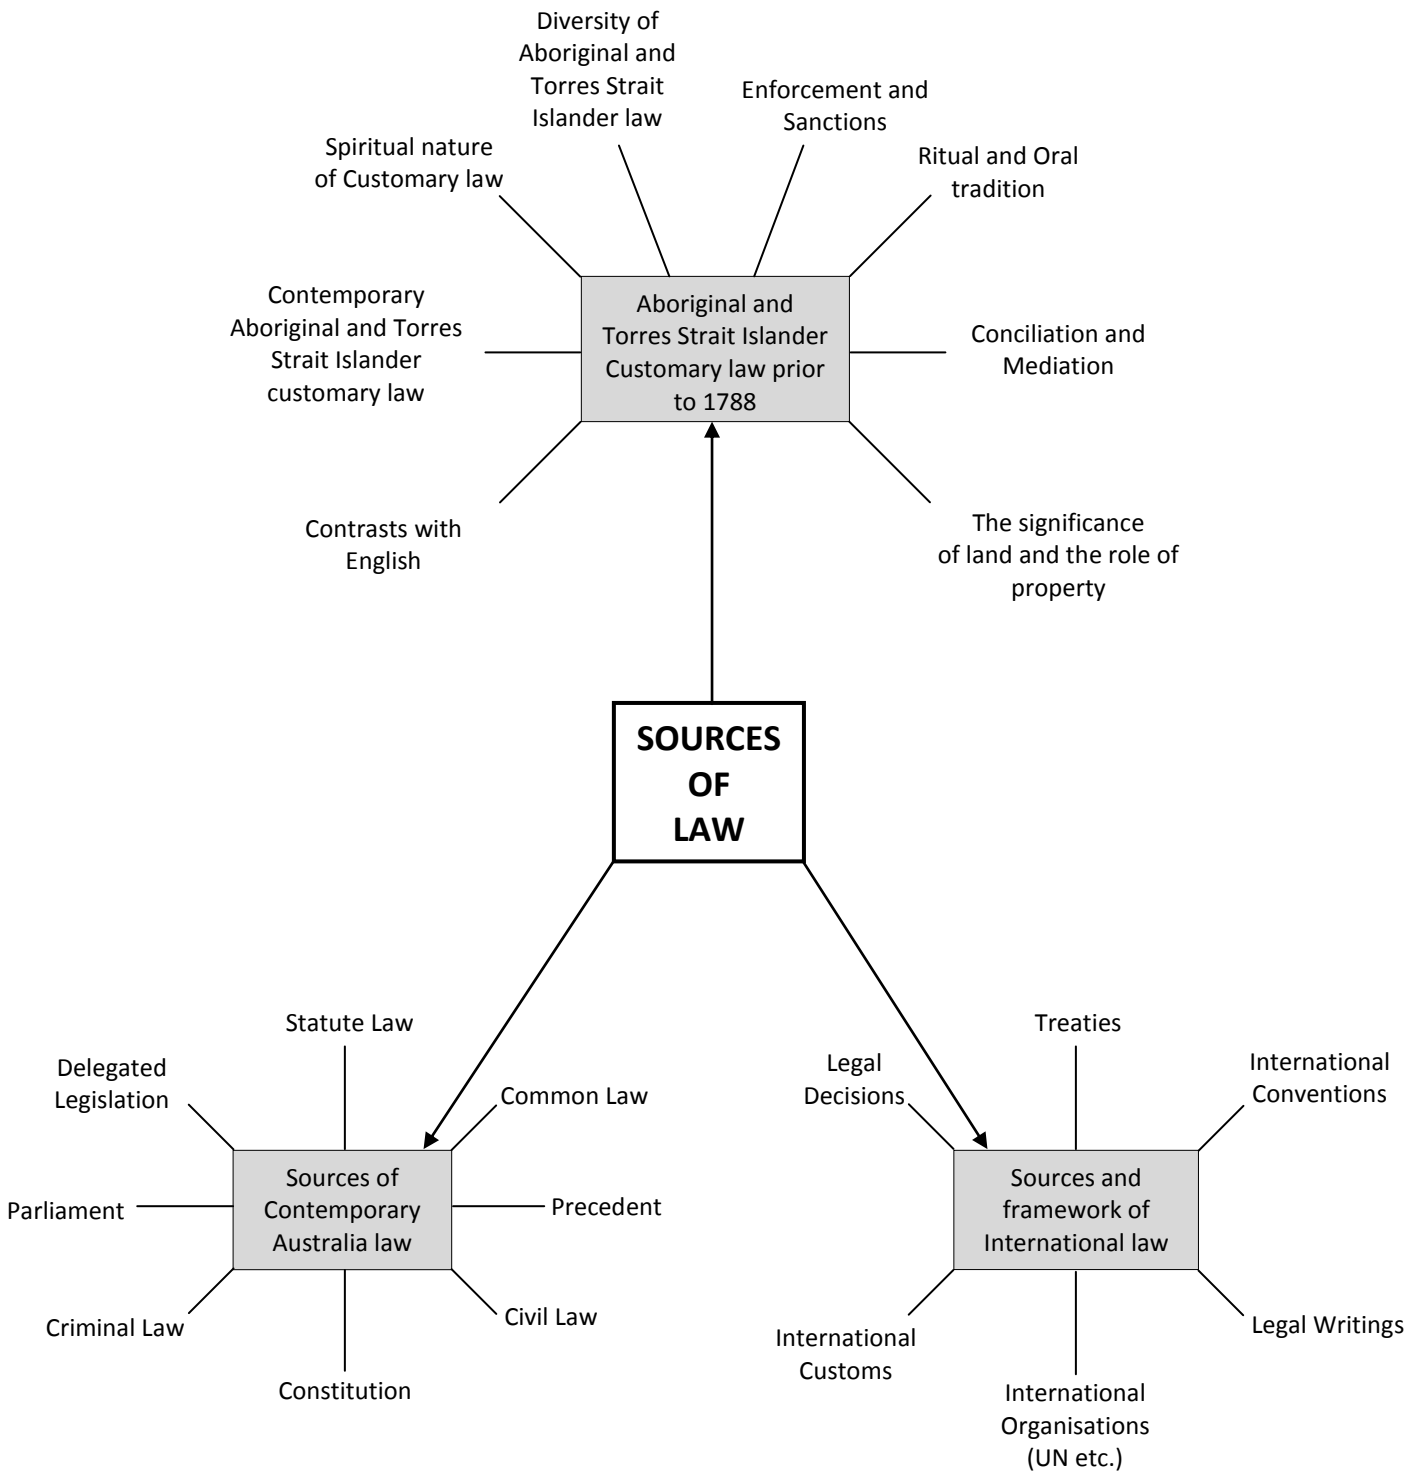 Diversity of
Aboriginal and
Torres Strait
Islander law
Enforcement and
Sanctions
Spiritual nature
of Customary law
Ritual and Oral
tradition
Contemporary
Aboriginal and Torres
Strait Islander
customary law
Aboriginal and
Torres Strait Islander
Customary law prior
to 1788
Conciliation and
Mediation
Contrasts with
English
The significance
of land and the role of
property
SOURCES
OF
LAW
Statute Law
Delegated
Legislation
Common Law
Parliament
Sources of
Contemporary
Australia law
Precedent
Criminal Law
Civil Law
Constitution
Treaties
Legal
Decisions
International
Conventions
Sources and
framework of
International law
International
Customs
Legal Writings
International
Organisations
(UN etc.)